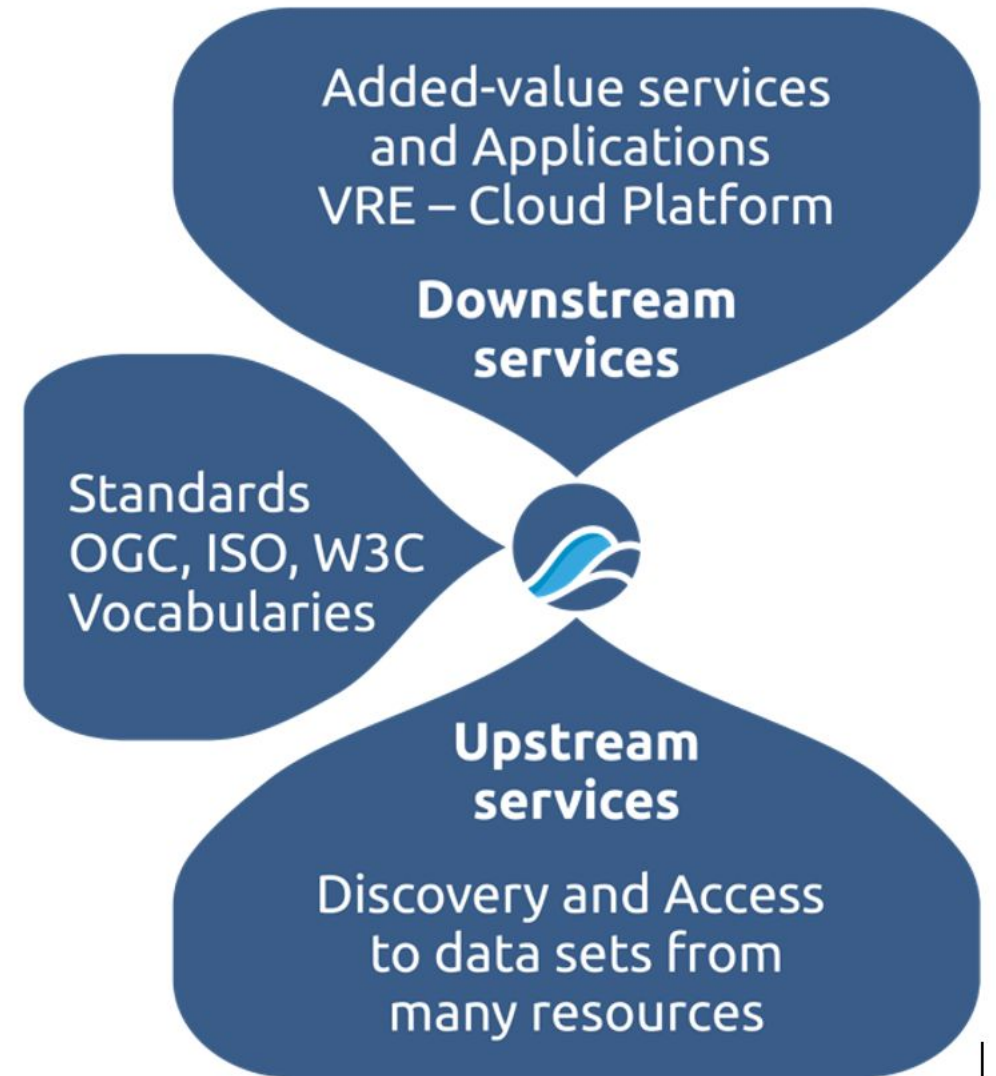 Added-value services
and Applications
VRE – Cloud Platform
Downstream
services
Standards
OGC, ISO, W3C
Vocabularies
Upstream
services
Discovery and Access
to data sets from
many resources